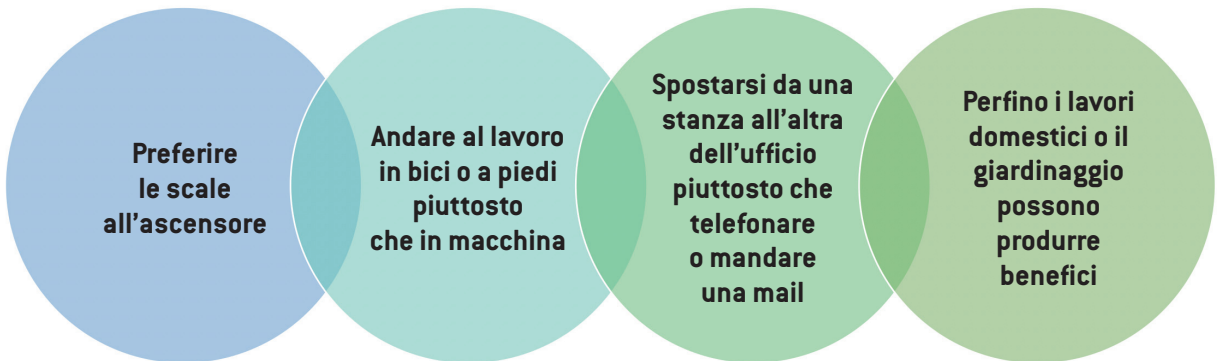 Preferire
le scale
all'ascensore
Andare al lavoro
in bici o a piedi
piuttosto
che in macchina
Spostarsi da una
stanza all'altra
dell'ufficio
piuttosto che
telefonare
o mandare
una mail
Perfino i lavori
domestici o il
giardinaggio
possono
produrre
benefici